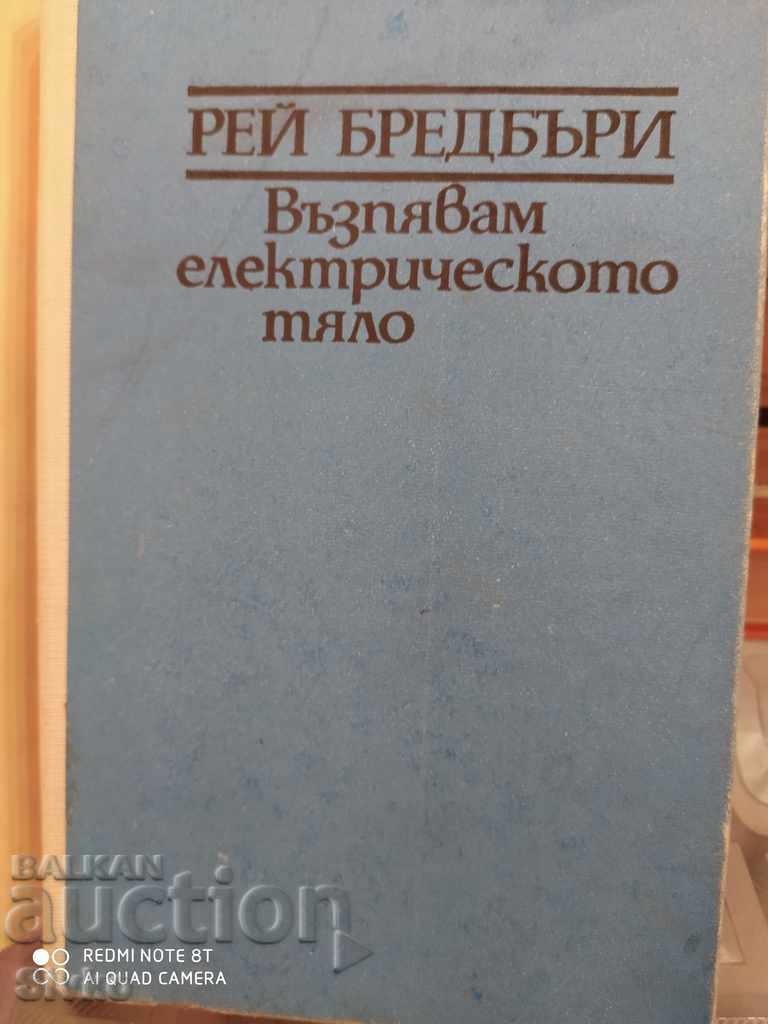 РЕЙ БРЕДБЪРИ
Възпявам
електрическото
тяло
BALKAN
auction
REDMI NOTE 8T
AI QUAD CAMERA